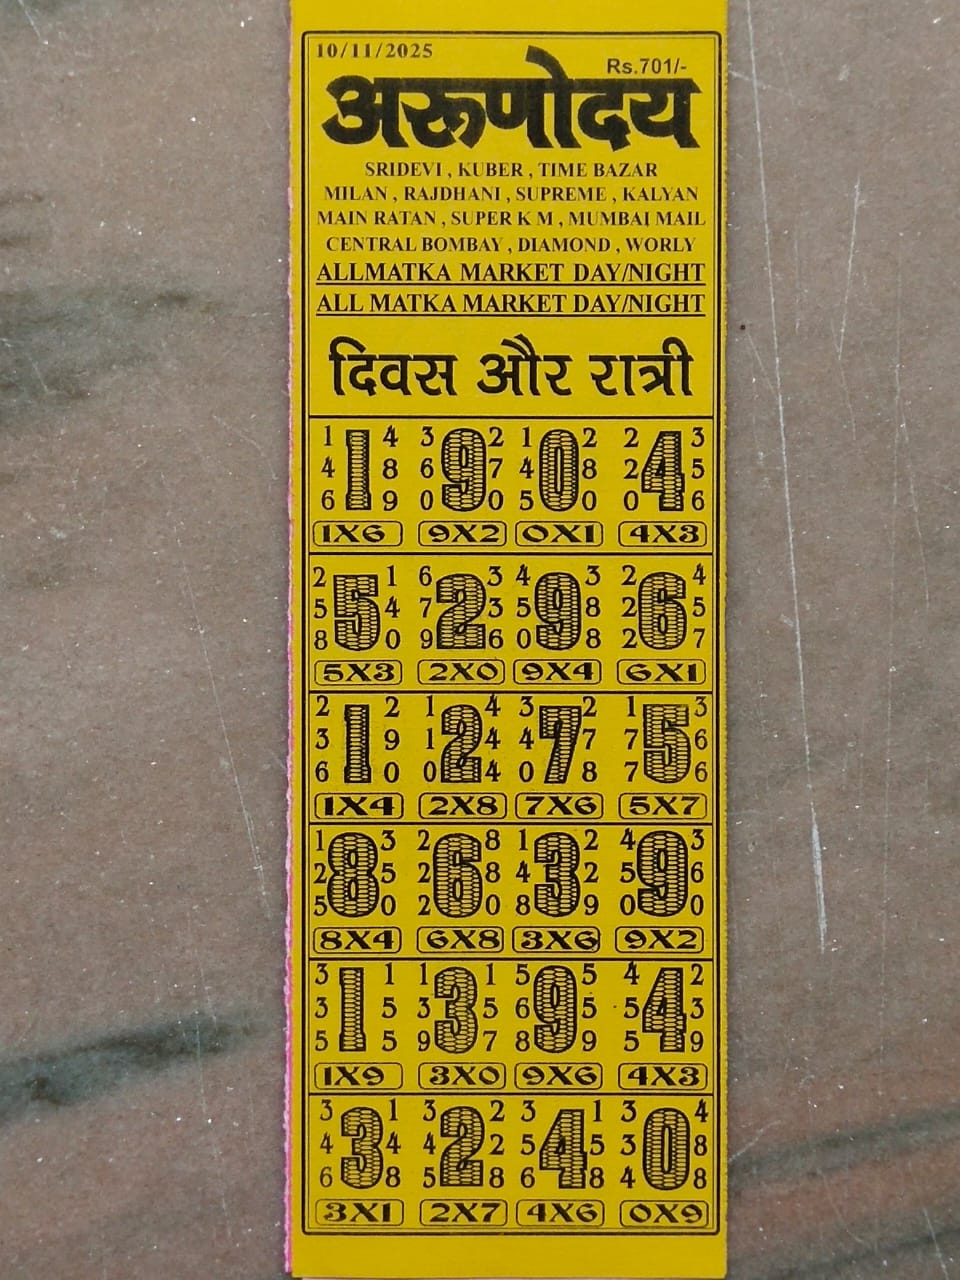 10/11/2025
Rs.701/-
अरूणोदय
SRIDEVI , KUBER , TIME BAZAR
MILAN , RAJDHANI , SUPREME , KALYAN
MAIN RATAN , SUPER K M , MUMBAI MAIL
CENTRAL BOMBAY , DIAMOND , WORLY
ALLMATKA MARKET DAY/NIGHT
ALL MATKA MARKET DAY/NIGHT
दिवस और रात्री
1 4 3 2 1 2 2 3
4 1 8 6 9 7 4 0 8 2 4 5
6 9 0 0 5 0 0 6
1X6 9X2 0X1 4X3
2 1 6 3 4 3 2 4
5 5 4 7 2 3 5 9 8 2 6 5
8 0 9 6 0 8 2 7
5X3 2X0 9X4 6X1
2 2 1 4 3 2 1 3
3 1 9 1 2 4 4 7 7 7 5 6
6 0 0 4 0 8 7 6
1X4 2X8 7X6 5X7
1 3 2 8 1 2 4 3
2 8 5 2 6 8 4 3 2 5 9 6
5 0 2 0 8 9 0 0
8X4 6X8 3X6 9X2
3 1 1 1 5 5 4 2
3 1 5 3 3 5 6 9 5 5 4 3
5 5 9 7 8 9 5 9
1X9 3X0 9X6 4X3
3 1 3 2 3 1 3 4
4 3 4 4 2 2 5 4 5 3 0 8
6 8 5 8 6 8 4 8
3X1 2X7 4X6 0X9